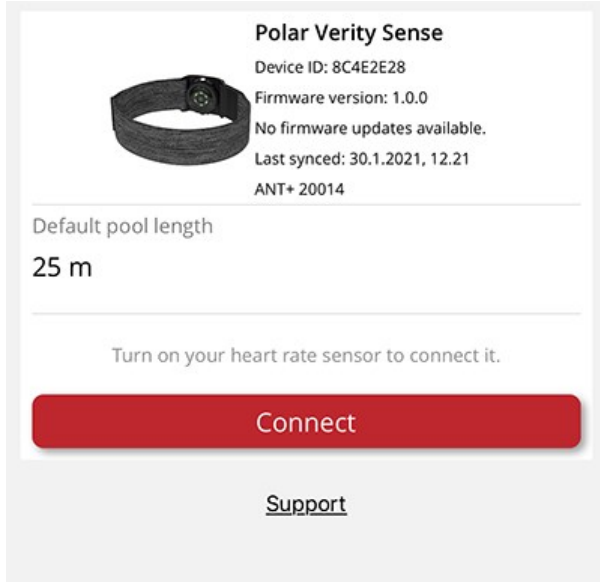 Polar Verity Sense
Device ID: 8C4E2E28
Firmware version: 1.0.0
No firmware updates available.
Last synced: 30.1.2021, 12.21
ANT+ 20014
Default pool length
25 m
Turn on your heart rate sensor to connect it.
Connect
Support